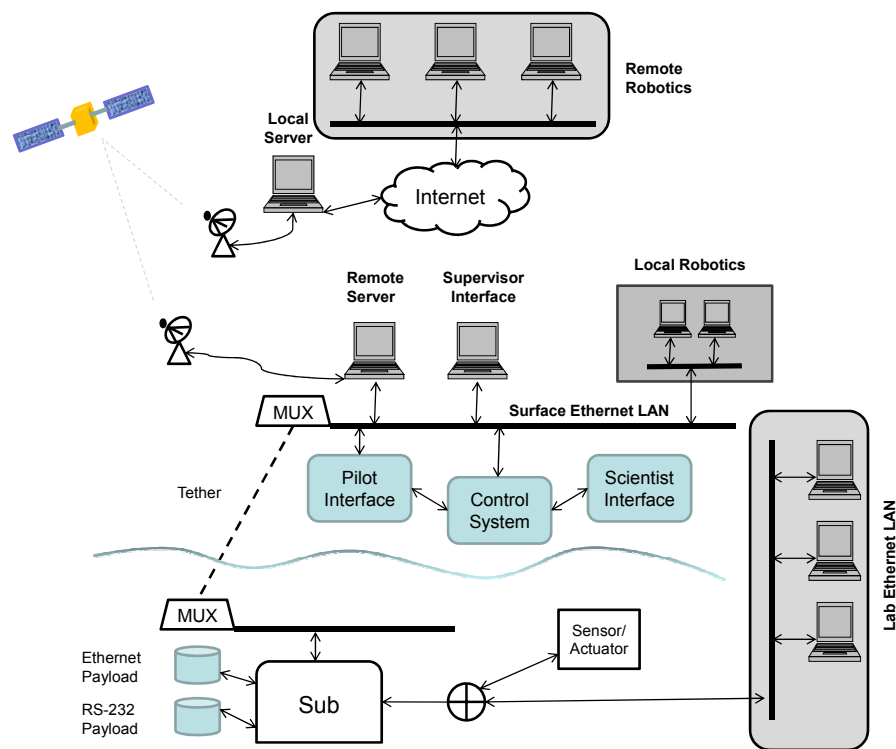 Remote
Robotics
Local
Server
Internet
Remote
Server
Supervisor
Interface
Local Robotics
MUX
Surface Ethernet LAN
Pilot
Interface
Control
System
Scientist
Interface
Tether
MUX
Sensor/
Actuator
Ethernet
Payload
Sub
RS-232
Payload
Lab Ethernet LAN